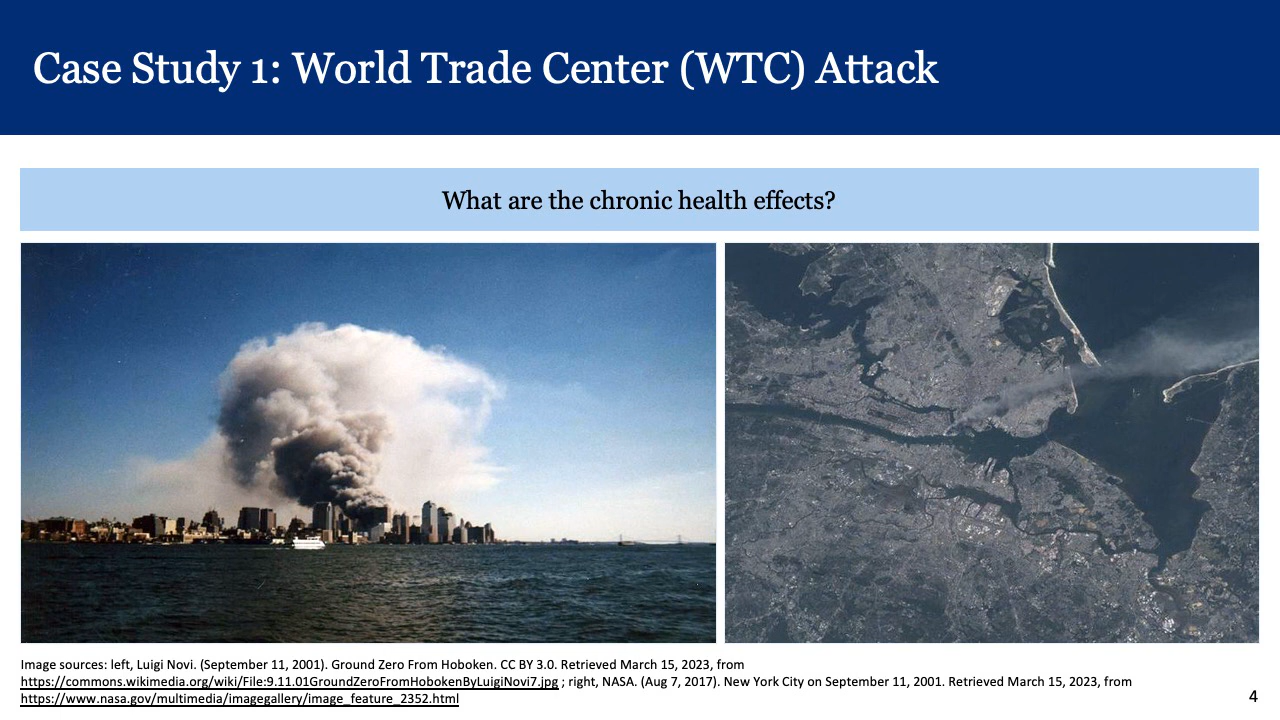 Case Study 1: World Trade Center (WTC) Attack
What are the chronic health effects?
Image sources: left, Luigi Novi. (September 11, 2001). Ground Zero From Hoboken. CC BY 3.0. Retrieved March 15, 2023, from
https://commons.wikimedia.org/wiki/File:9.11.01GroundZeroFromHobokenByLuigiNovi7.jpg ; right, NASA. (Aug 7, 2017). New York City on September 11, 2001. Retrieved March 15, 2023, from
https://www.nasa.gov/multimedia/imagegallery/image_feature_2352.html
4